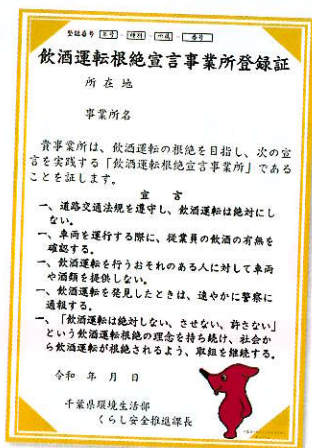 登録番号 年号 - 種別 - 所属 - 番号
飲酒運転根絶宣言事業所登録証
所在地
事業所名
貴事業所は、飲酒運転の根絶を目指し、次の宣
言を実践する「飲酒運転根絶宣言事業所」である
ことを証します。
宣言
一、道路交通法規を遵守し、飲酒運転は絶対にし
ない。
一、車両を運行する際に、従業員の飲酒の有無を
確認する。
一、飲酒運転を行うおそれのある人に対して車両
や酒類を提供しない。
一、飲酒運転を発見したときは、速やかに警察に
通報する。
一、「飲酒運転は絶対しない、させない、許さない」
という飲酒運転根絶の理念を持ち続け、社会か
ら飲酒運転が根絶されるよう、取組を継続する。
令和 年 月 日
千葉県環境生活部
くらし安全推進課長